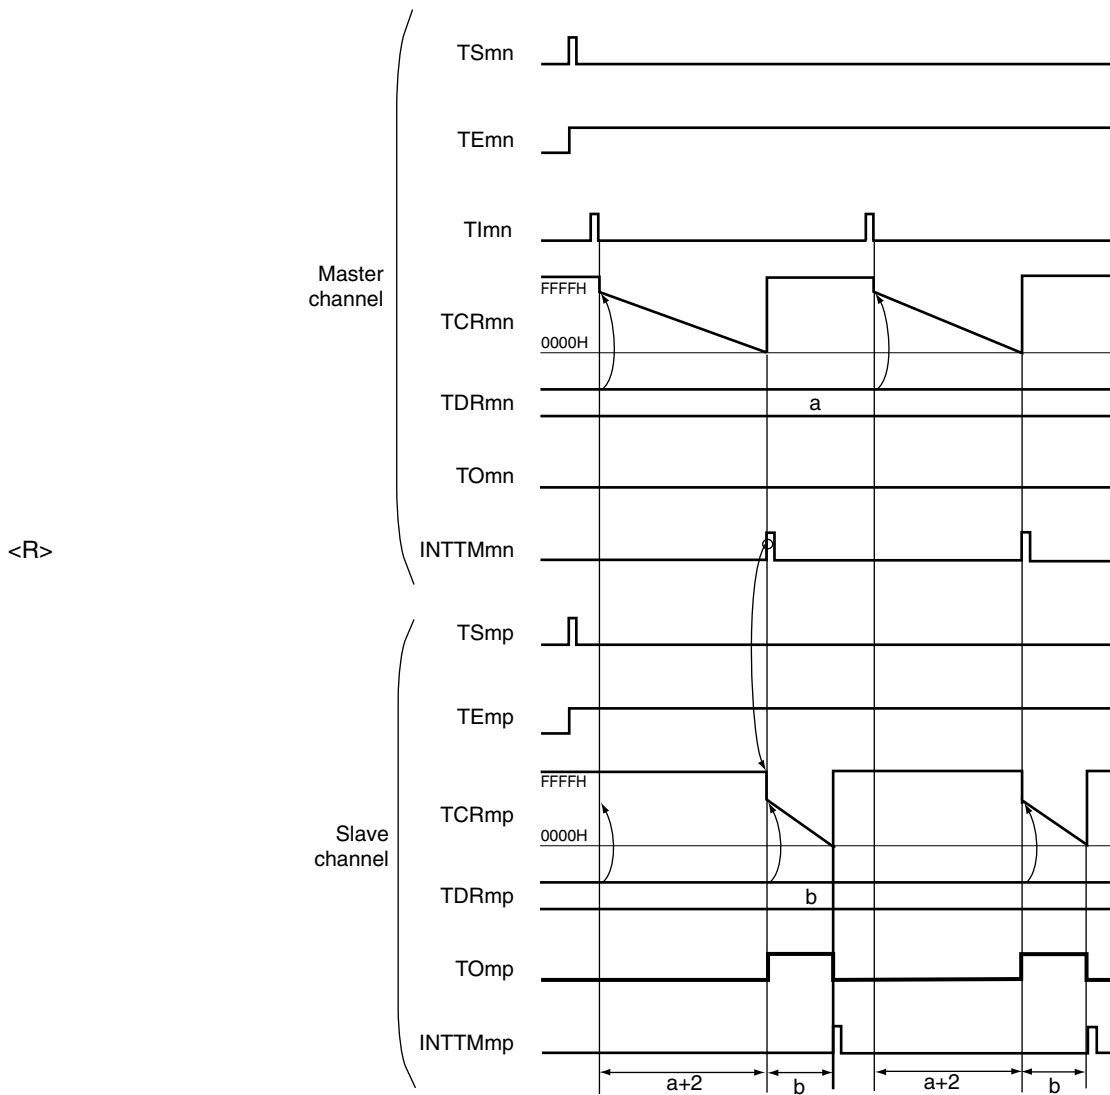 TSmn
TEmn
TImn
Master
channel
FFFFH
TCRmn
0000H
TDRmn
a
TOmn
<R>
INTTMmn
TSmp
TEmp
FFFFH
TCRmp
Slave
channel
0000H
TDRmp
b
TOmp
INTTMmp
a+2
b
a+2
b